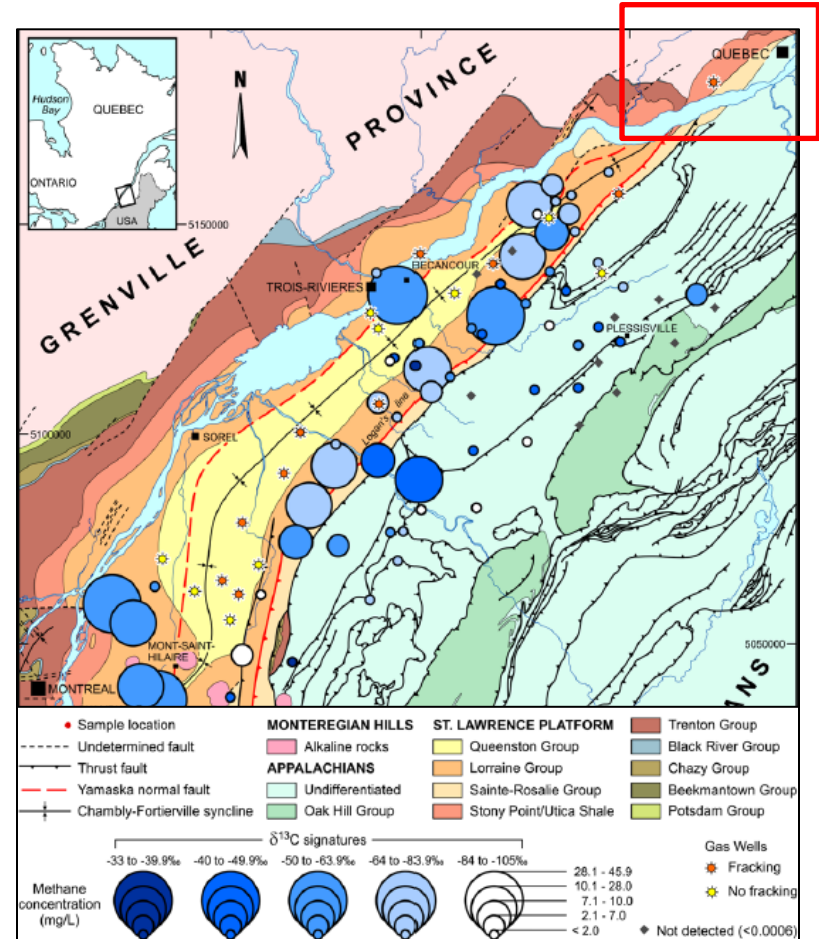 QUEBEC
PROVINCE
N
0
Hudson
Bay
QUEBEC
ONTARIO
USA
5150000
GRENVILLE
BECANCOUR
TROIS-RIVIERES
PLESSISVILLE
Logan's line
5100000
SOREL
5050000
MONT-SAINT-
HILAIRE
MONTREAL
ANS
Sample location
Undetermined fault
Thrust fault
Yamaska normal fault
Chambly-Fortierville syncline
MONTEREGIAN HILLS
Alkaline rocks
APPALACHIANS
Undifferentiated
Oak Hill Group
ST. LAWRENCE PLATFORM
Queenston Group
Lorraine Group
Sainte-Rosalie Group
Stony Point/Utica Shale
Trenton Group
Black River Group
Chazy Group
Beekmantown Group
Potsdam Group
δ13C signatures
-33 to -39.9‰ -40 to -49.9‰ -50 to -63.9‰ -64 to -83.9‰ -84 to -105‰
Methane
concentration
(mg/L)
26.1 - 45.9
10.1 - 28.0
7.1 - 10.0
2.1 - 7.0
< 2.0
Gas Wells
Fracking
No fracking
Not detected (<0.0006)